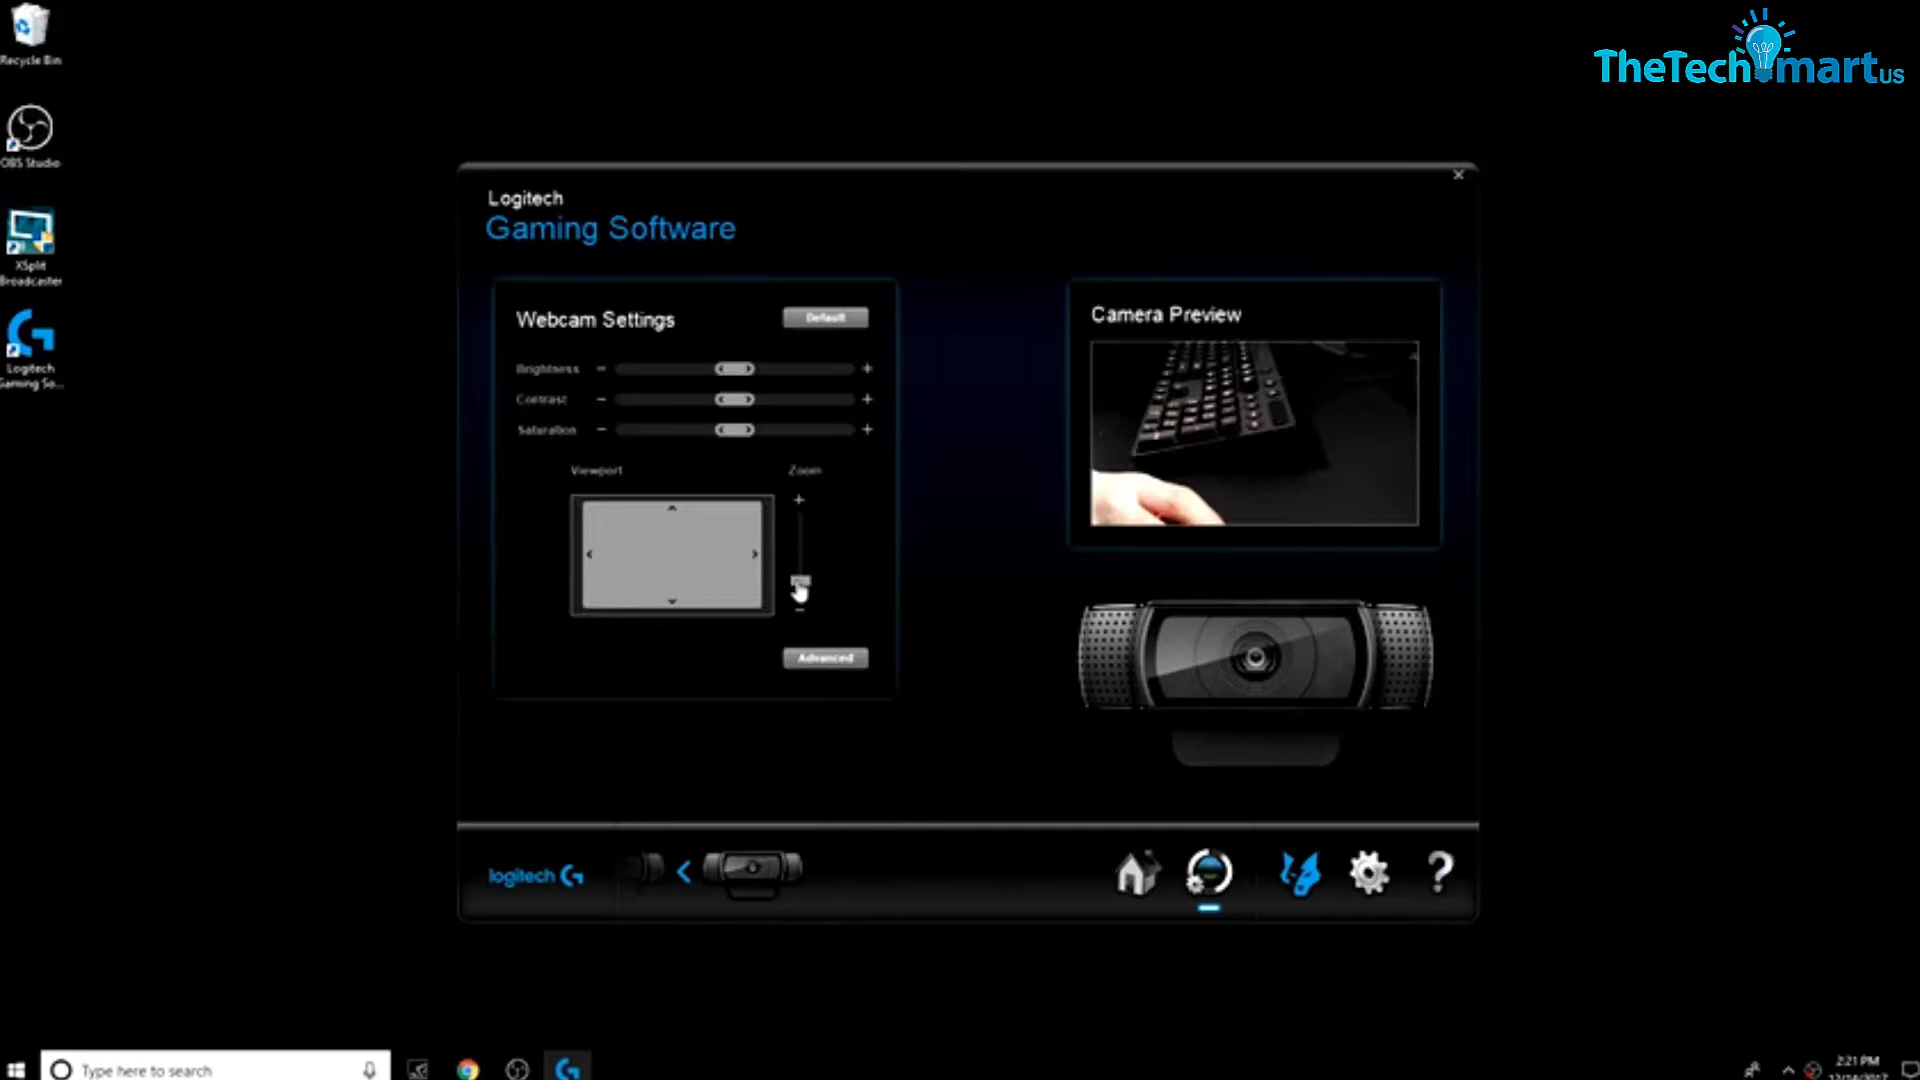 Recycle Bin
TheTechSmart US
OBS Studio
XSplit
Broadcaster
Logitech
Gaming So...
Logitech
Gaming Software
Webcam Settings
Default
Brightness
Contrast
Saturation
Viewport
Zoom
Advanced
Camera Preview
logitech G
Type here to search
2:21 PM